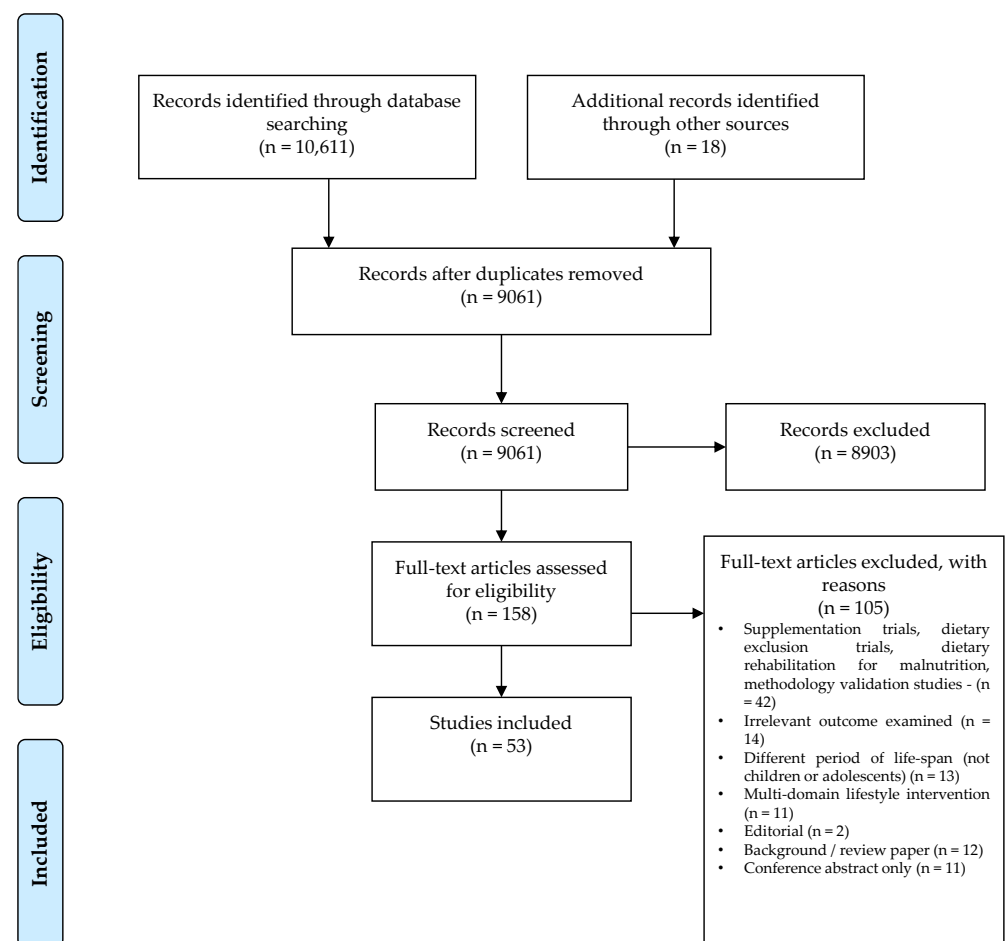 Identification
Records identified through database
searching
(n = 10,611)
Additional records identified
through other sources
(n = 18)
Screening
Records after duplicates removed
(n = 9061)
Records screened
(n = 9061)
Records excluded
(n = 8903)
Eligibility
Full-text articles assessed
for eligibility
(n = 158)
Full-text articles excluded, with
reasons
(n = 105)
• Supplementation trials, dietary
exclusion trials, dietary
rehabilitation for malnutrition,
methodology validation studies - (n
= 42)
• Irrelevant outcome examined (n =
14)
• Different period of life-span (not
children or adolescents) (n = 13)
• Multi-domain lifestyle intervention
(n = 11)
• Editorial (n = 2)
• Background / review paper (n = 12)
• Conference abstract only (n = 11)
Included
Studies included
(n = 53)